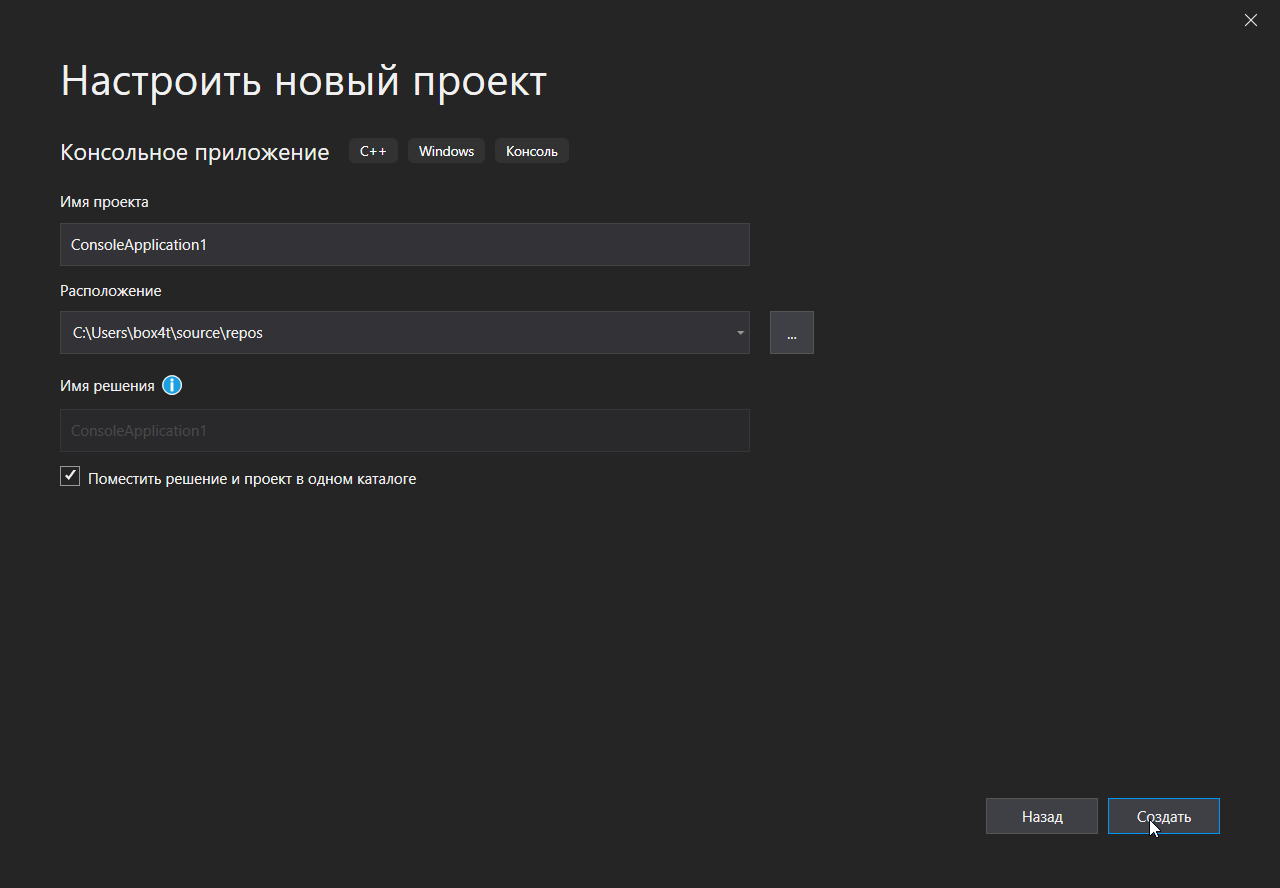 Настроить новый проект
Консольное приложение C++ Windows Консоль
Имя проекта
ConsoleApplication1
Расположение
C:\Users\box4t\source\repos
...
Имя решения
ConsoleApplication1
Поместить решение и проект в одном каталоге
Назад Создать